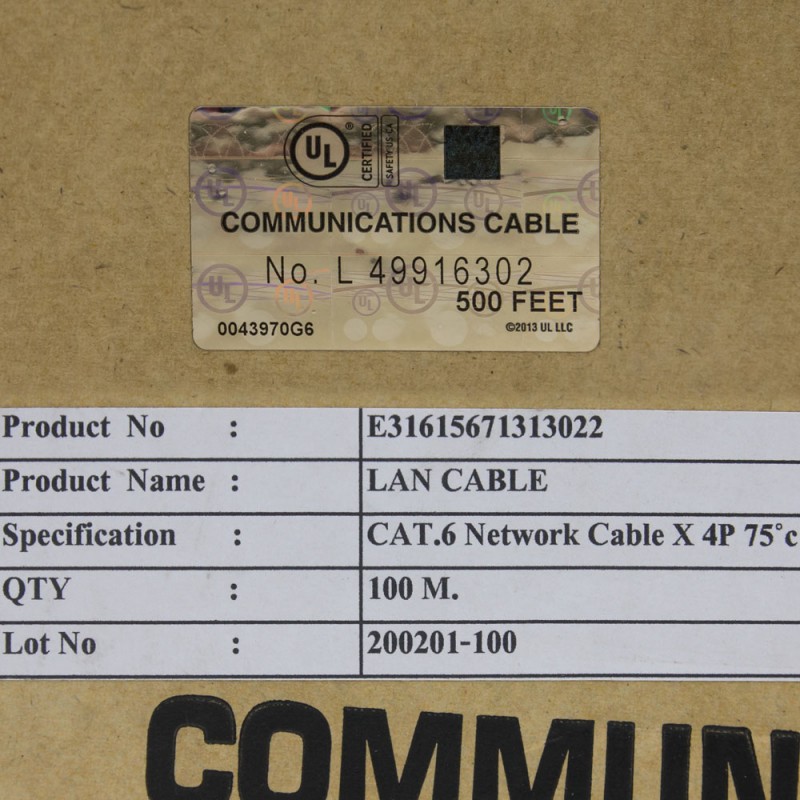 UL ® CERTIFIED SAFETY US-CA
COMMUNICATIONS CABLE
No. L 49916302
500 FEET
0043970G6 ©2013 UL LLC
Product No : E31615671313022
Product Name : LAN CABLE
Specification : CAT.6 Network Cable X 4P 75°c
QTY : 100 M.
Lot No : 200201-100
COMMUN